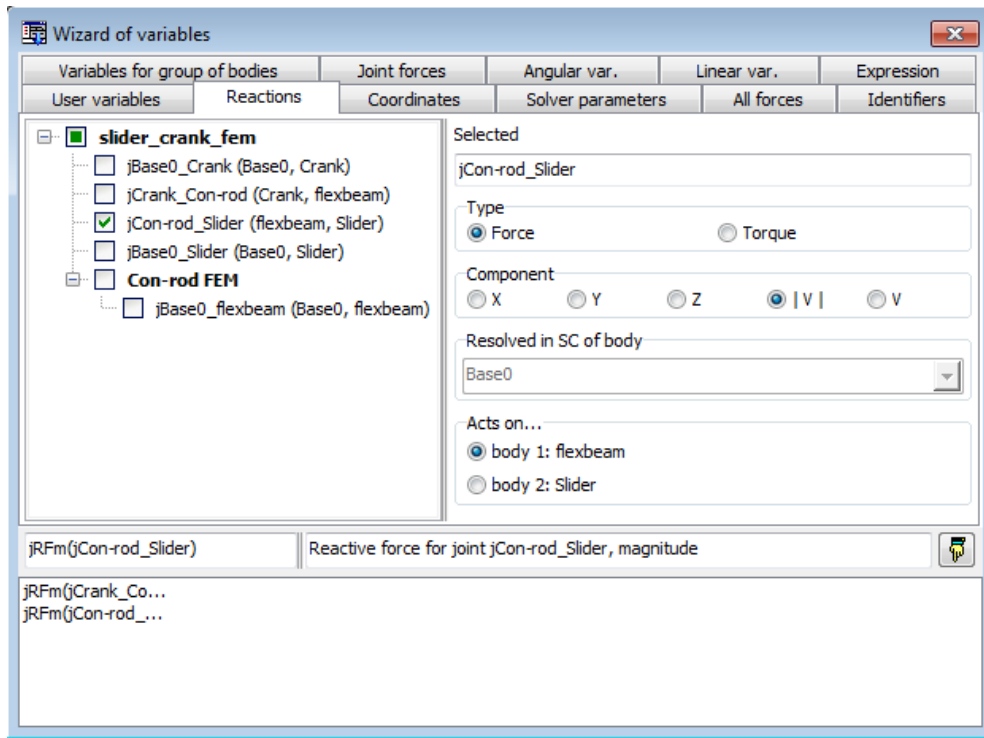 Wizard of variables
Variables for group of bodies Joint forces Angular var. Linear var. Expression
User variables Reactions Coordinates Solver parameters All forces Identifiers
slider_crank_fem
jBase0_Crank (Base0, Crank)
jCrank_Con-rod (Crank, flexbeam)
jCon-rod_Slider (flexbeam, Slider)
jBase0_Slider (Base0, Slider)
Con-rod FEM
jBase0_flexbeam (Base0, flexbeam)
Selected
jCon-rod_Slider
Type
Force Torque
Component
X Y Z | V | V
Resolved in SC of body
Base0
Acts on...
body 1: flexbeam
body 2: Slider
jRFm(jCon-rod_Slider) Reactive force for joint jCon-rod_Slider, magnitude
jRFm(jCrank_Co...
jRFm(jCon-rod_...